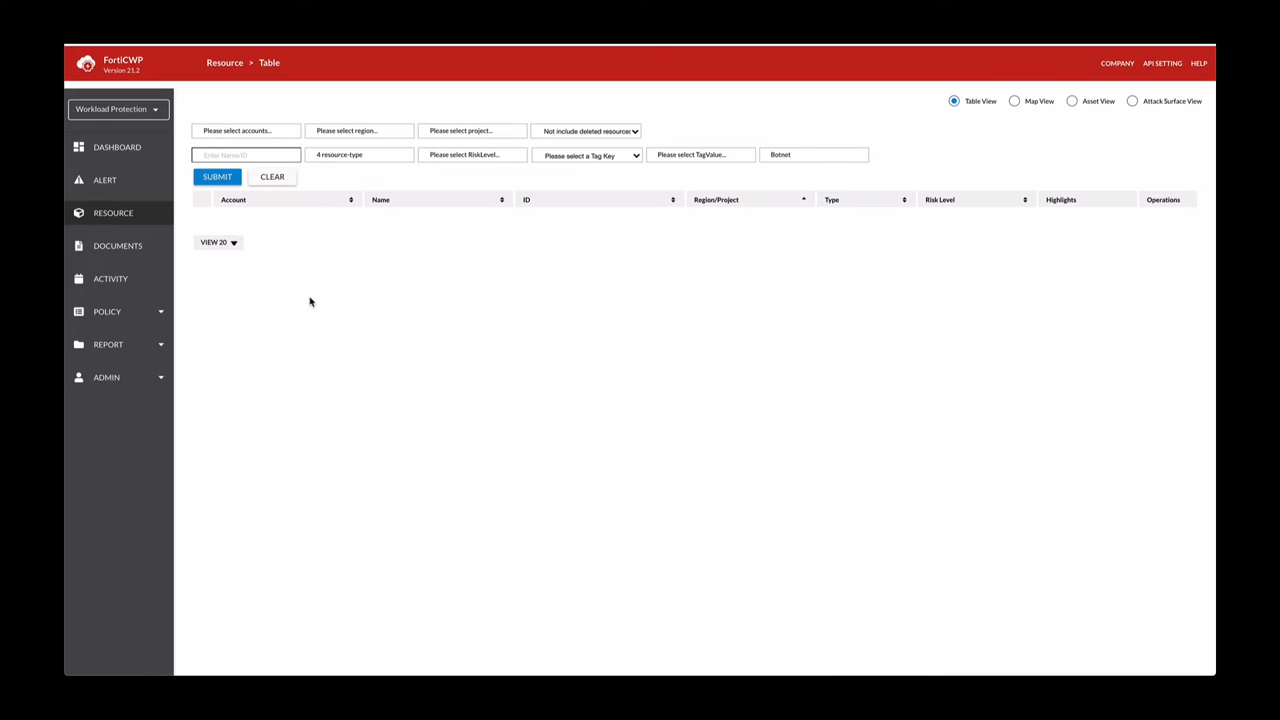 FortiCWP
Version 21.2
Resource > Table
COMPANY API SETTING HELP
Workload Protection
DASHBOARD
ALERT
RESOURCE
DOCUMENTS
ACTIVITY
POLICY
REPORT
ADMIN
Table View Map View Asset View Attack Surface View
Please select accounts... Please select region... Please select project... Not include deleted resources
Enter Name/ID 4 resource-type Please select RiskLevel... Please select a Tag Key Please select TagValue... Botnet
SUBMIT CLEAR
Account Name ID Region/Project Type Risk Level Highlights Operations
VIEW 20